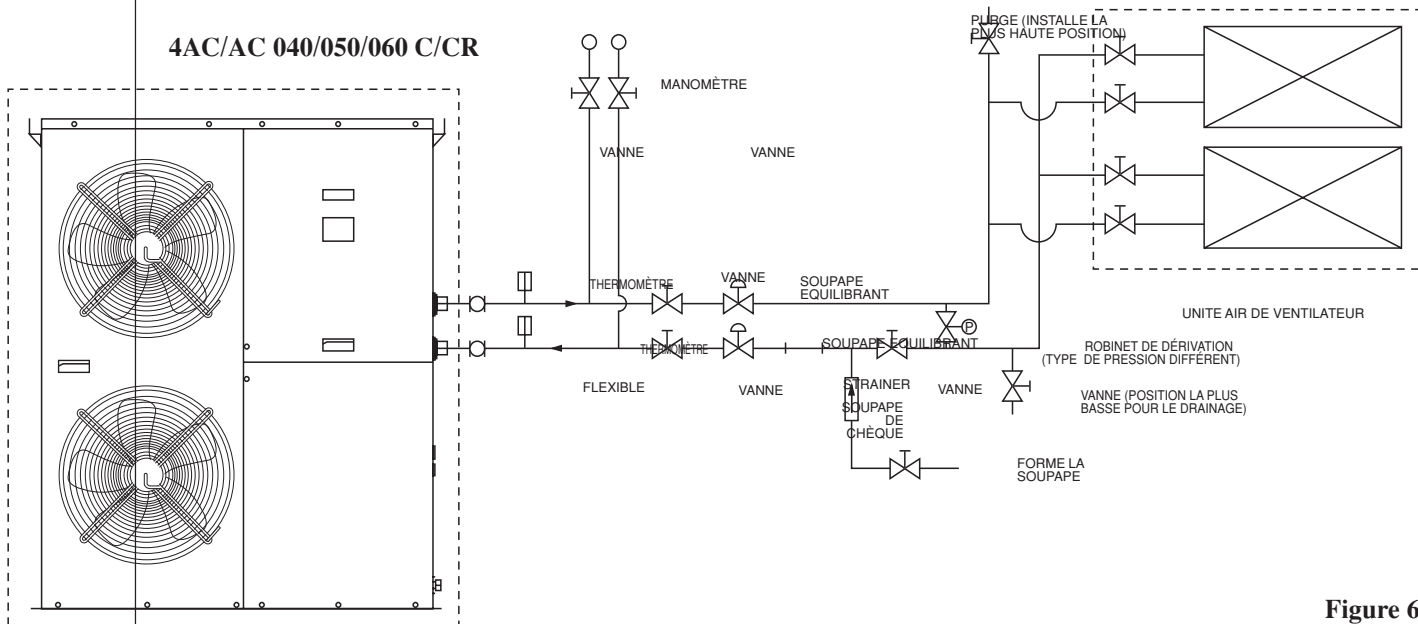 4AC/AC 040/050/060 C/CR
PURGE (INSTALLE LA
PLUS HAUTE POSITION)
MANOMÈTRE
VANNE
VANNE
THERMOMÈTRE
VANNE
SOUPAPE
EQUILIBRANT
UNITE AIR DE VENTILATEUR
P
THERMOMÈTRE
SOUPAPE EQUILIBRANT
ROBINET DE DÉRIVATION
(TYPE DE PRESSION DIFFÉRENT)
FLEXIBLE
VANNE
STRAINER
VANNE
VANNE (POSITION LA PLUS
BASSE POUR LE DRAINAGE)
SOUPAPE
DE
CHÈQUE
FORME LA
SOUPAPE
Figure 6